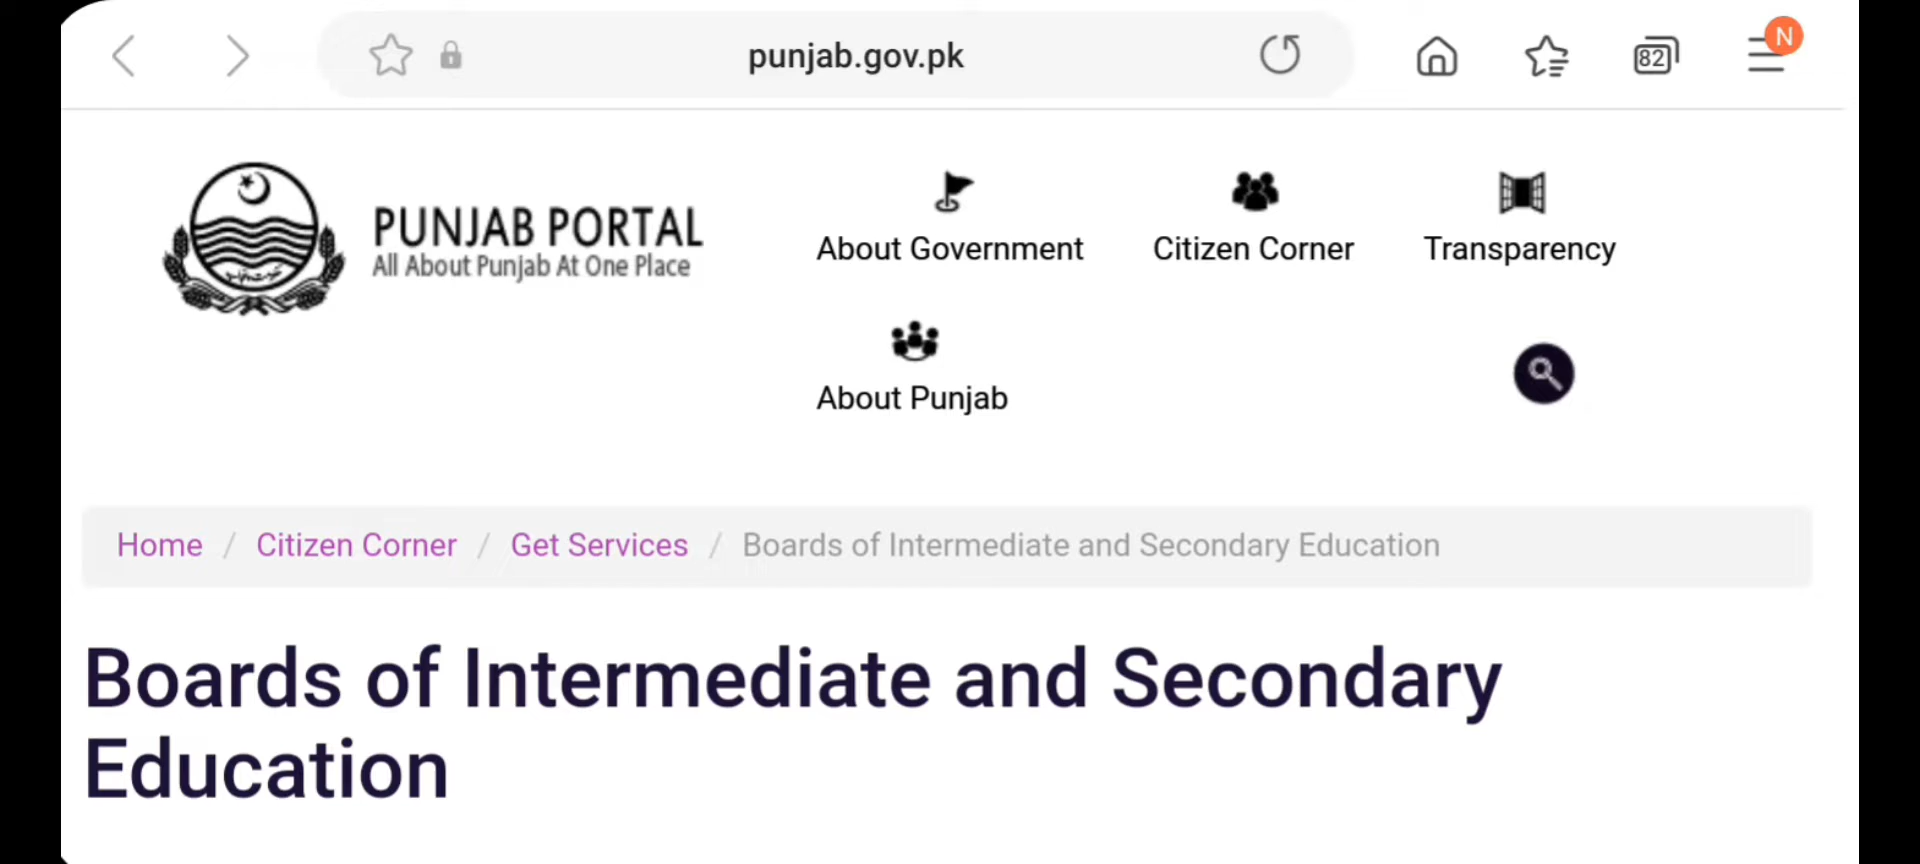 punjab.gov.pk
82
N
PUNJAB PORTAL
All About Punjab At One Place
About Government
Citizen Corner
Transparency
About Punjab
Home / Citizen Corner / Get Services / Boards of Intermediate and Secondary Education
Boards of Intermediate and Secondary
Education